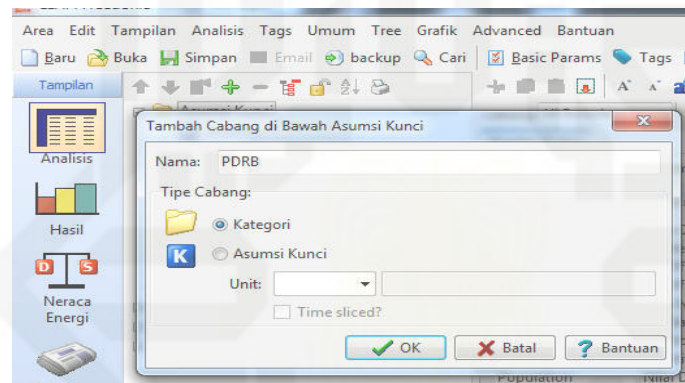 Area Edit Tampilan Analisis Tags Umum Tree Grafik Advanced Bantuan
Baru Buka Simpan Email backup Cari Basic Params Tags
Tampilan
Asumsi Kunci
Tambah Cabang di Bawah Asumsi Kunci
Analisis
Nama: PDRB
Tipe Cabang:
Kategori
Hasil
K Asumsi Kunci
D S
Unit:
Neraca
Energi
Time sliced?
OK Batal ? Bantuan
Population